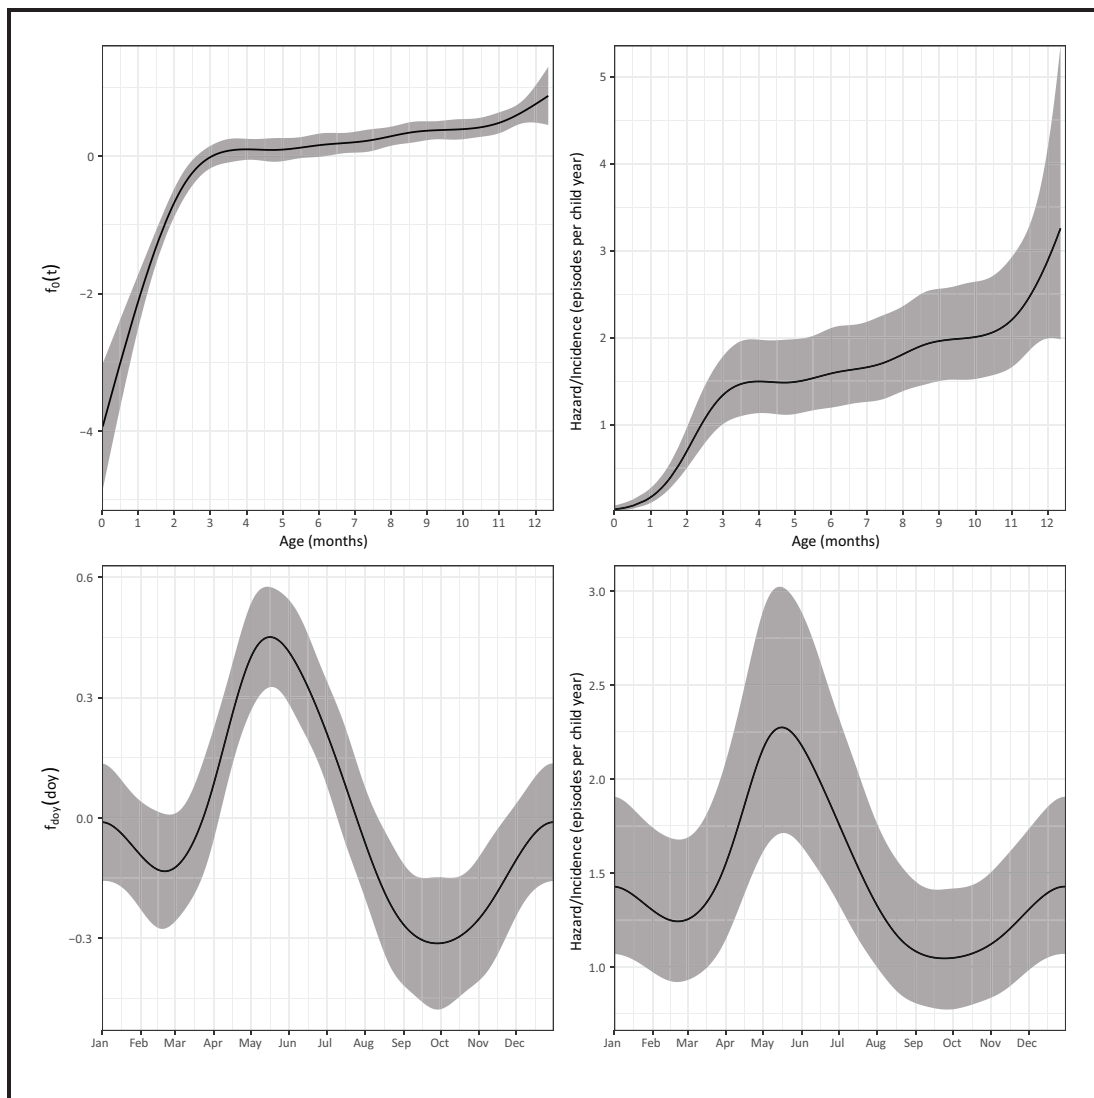 0
−2
−4
f0(t)
0 1 2 3 4 5 6 7 8 9 10 11 12
Age (months)
5
4
3
2
1
Hazard/Incidence (episodes per child year)
0 1 2 3 4 5 6 7 8 9 10 11 12
Age (months)
0.6
0.3
0.0
−0.3
fdoy(doy)
Jan Feb Mar Apr May Jun Jul Aug Sep Oct Nov Dec
3.0
2.5
2.0
1.5
1.0
Hazard/Incidence (episodes per child year)
Jan Feb Mar Apr May Jun Jul Aug Sep Oct Nov Dec